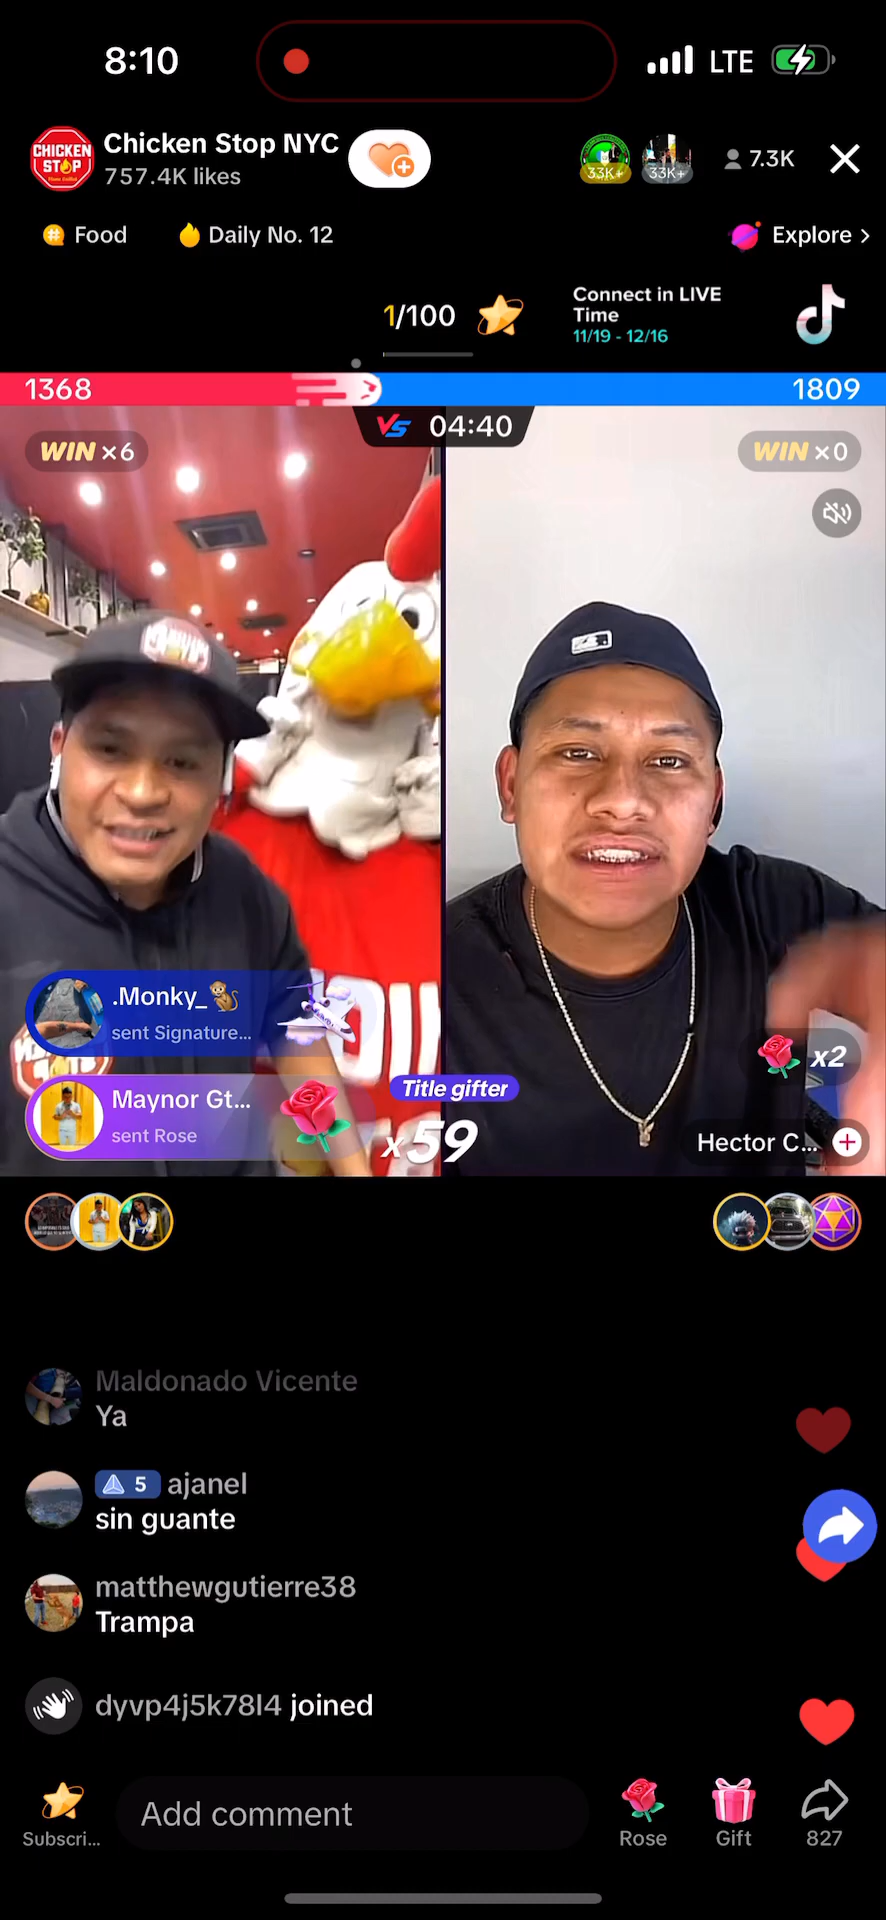 8:10
LTE
CHICKEN
STOP
Chicken Stop NYC
757.4K likes
33K+
33K+
7.3K
Food
Daily No. 12
Explore >
1/100
Connect in LIVE
Time
11/19 - 12/16
1368
1809
VS 04:40
WIN x6
WIN x0
.Monky_🐒
sent Signature...
Maynor Gt...
sent Rose
Title gifter
x59
x2
Hector C...
Maldonado Vicente
Ya
5 ajanel
sin guante
matthewgutierre38
Trampa
dyvp4j5k78l4 joined
Subscri...
Add comment
Rose
Gift
827